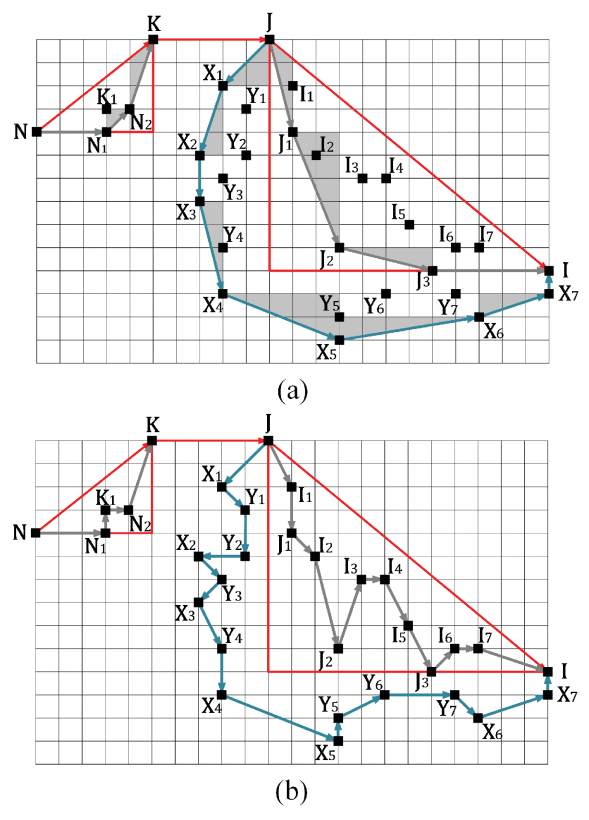 K J
X1 I1
K1 Y1
N N1 N2 J1
X2 Y2 I2
Y3 I3 I4
X3 I5
Y4 J2 I6 I7
J3 I
X4 Y5 Y6 Y7 X7
X5 X6
(a)
K J
X1 I1
K1 Y1
N N1 N2 J1
X2 Y2 I2
Y3 I3 I4
X3 I5
Y4 J2 I6 I7
J3 I
X4 Y5 Y6 Y7 X7
X5 X6
(b)